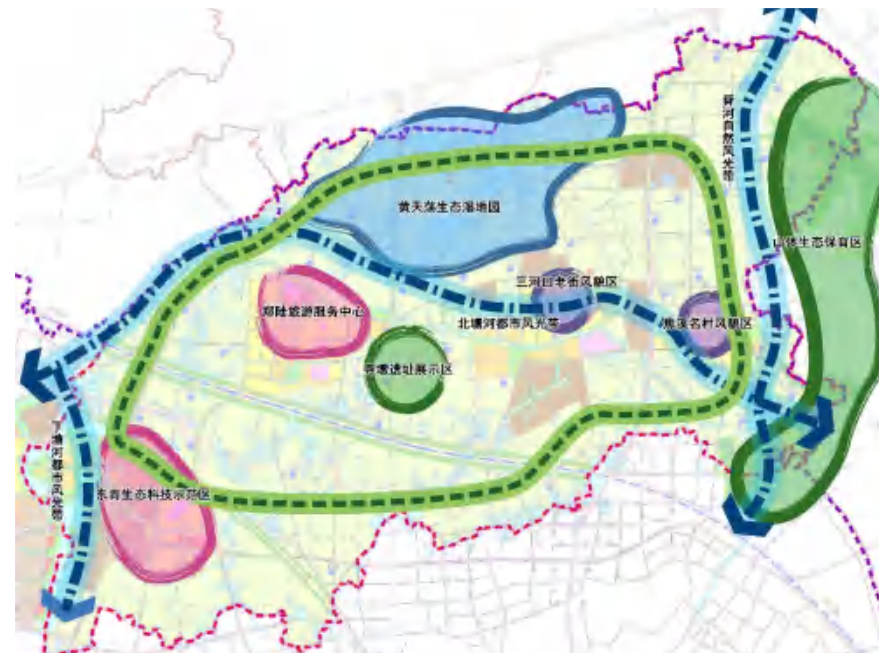 舜河自然风光带
黄天荡生态湿地园
山体生态保育区
三河口老街风貌区
郑陆旅游服务中心
北塘河都市风光带
焦溪名村风貌区
寺墩遗址展示区
丁塘河都市风光带
东青生态科技示范区